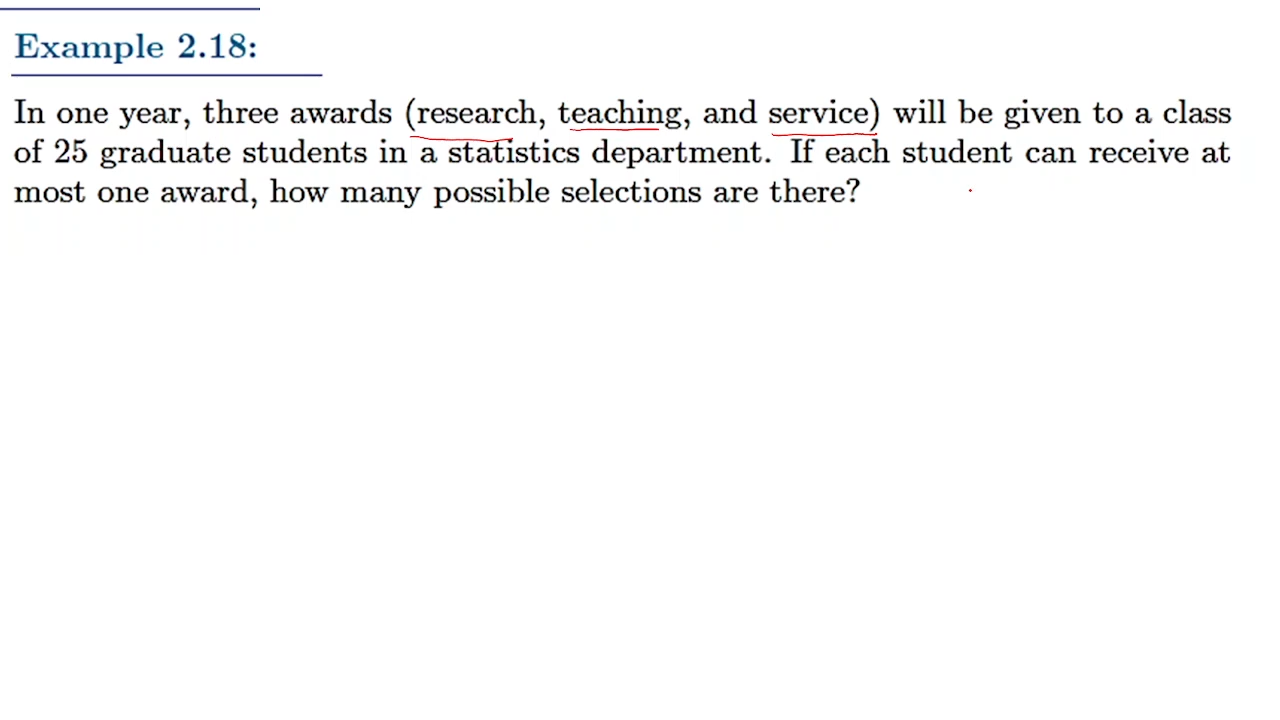 Example 2.18:
In one year, three awards (research, teaching, and service) will be given to a class
of 25 graduate students in a statistics department. If each student can receive at
most one award, how many possible selections are there?